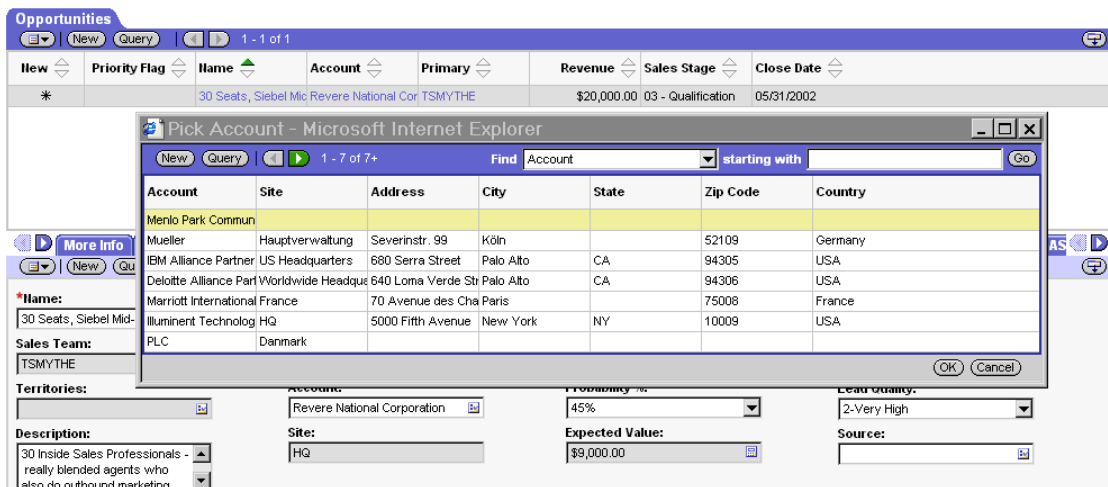 Opportunities
New Query 1 - 1 of 1
New Priority Flag Name Account Primary Revenue Sales Stage Close Date
30 Seats, Siebel Mic Revere National Cor TSMYTHE $20,000.00 03 - Qualification 05/31/2002
Pick Account - Microsoft Internet Explorer
New Query 1 - 7 of 7+ Find Account starting with Go
Account Site Address City State Zip Code Country
Menlo Park Commun
Mueller Hauptverwaltung Severinstr. 99 Köln 52109 Germany
IBM Alliance Partner US Headquarters 680 Serra Street Palo Alto CA 94305 USA
Deloitte Alliance Part Worldwide Headqua 640 Loma Verde Str Palo Alto CA 94306 USA
Marriott International France 70 Avenue des Cha Paris 75008 France
Illuminent Technolog HQ 5000 Fifth Avenue New York NY 10009 USA
PLC Danmark
OK Cancel
More Info AS
New Qu
*Name:
30 Seats, Siebel Mid-
Sales Team:
TSMYTHE
Territories: Account: Probability %: Lead Quality:
Revere National Corporation 45% 2-Very High
Description: Site: Expected Value: Source:
30 Inside Sales Professionals - HQ $9,000.00
really blended agents who
also do outbound marketing